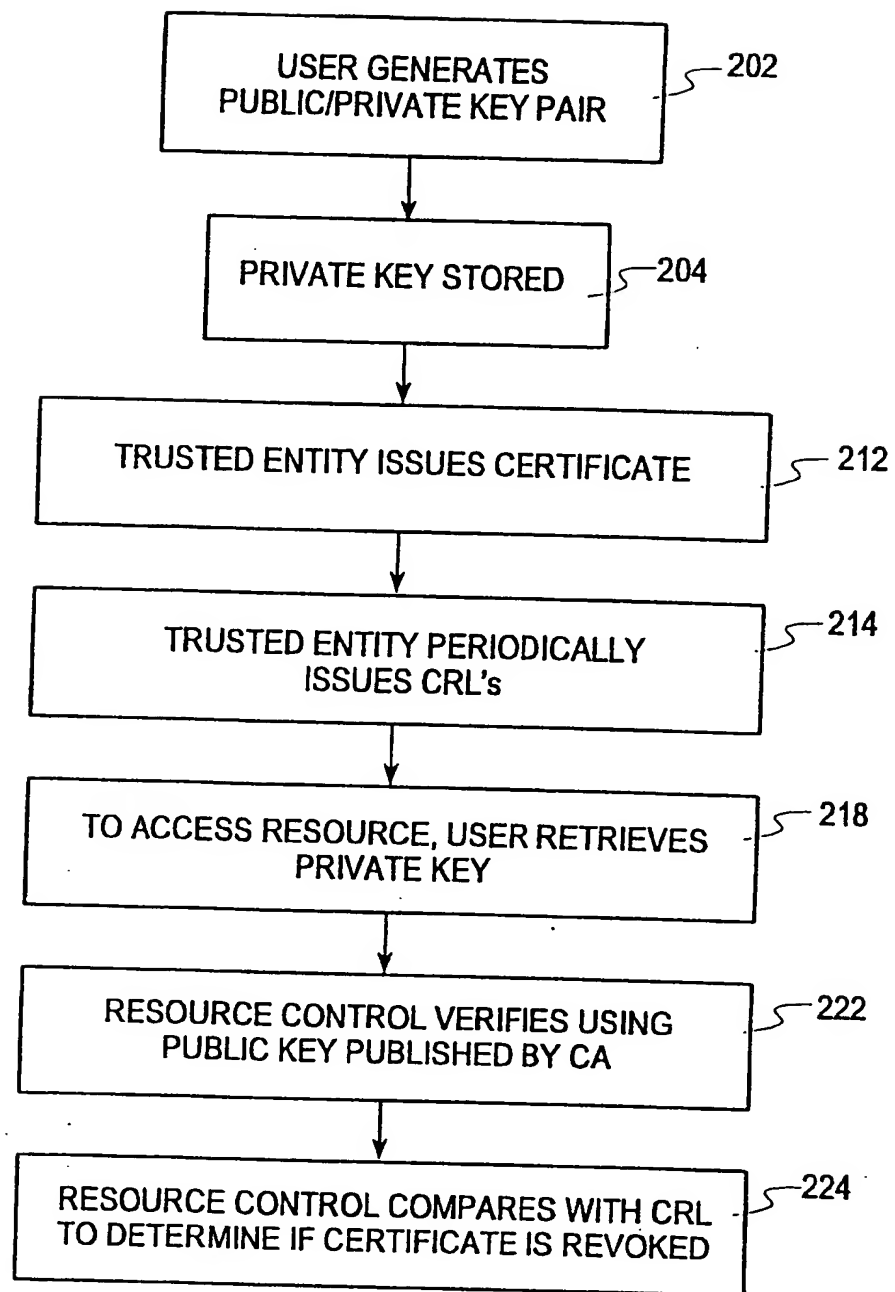 USER GENERATES
PUBLIC/PRIVATE KEY PAIR
202
PRIVATE KEY STORED
204
TRUSTED ENTITY ISSUES CERTIFICATE
212
TRUSTED ENTITY PERIODICALLY
ISSUES CRL's
214
TO ACCESS RESOURCE, USER RETRIEVES
PRIVATE KEY
218
RESOURCE CONTROL VERIFIES USING
PUBLIC KEY PUBLISHED BY CA
222
RESOURCE CONTROL COMPARES WITH CRL
TO DETERMINE IF CERTIFICATE IS REVOKED
224